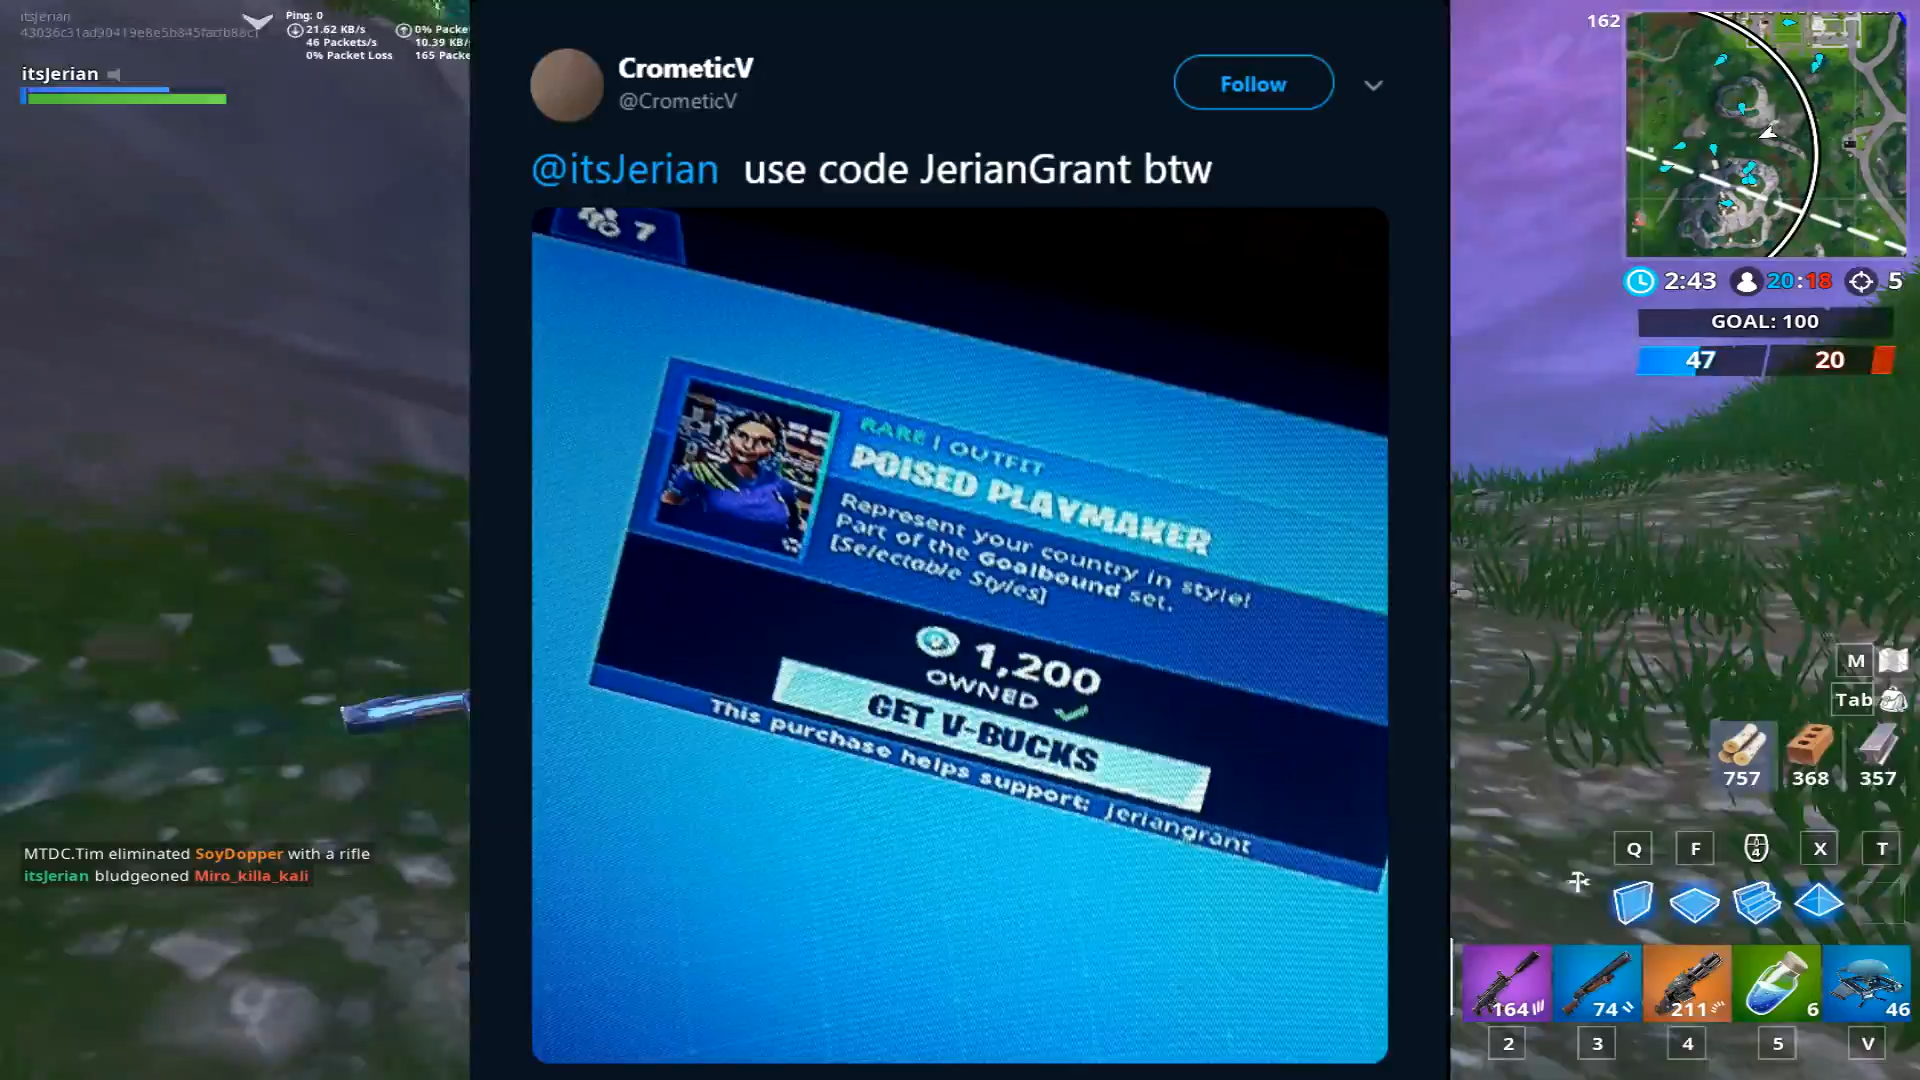 itsJerian
Ping: 0
21.62 KB/s
0% Packe
46 Packets/s
10.39 KB/
0% Packet Loss
165 Packe
itsJerian
CrometicV
@CrometicV
Follow
@itsJerian use code JerianGrant btw
7
RARE | OUTFIT
POISED PLAYMAKER
Represent your country in style!
Part of the Goalbound set.
[Selectable Styles]
1,200
OWNED
GET V-BUCKS
This purchase helps support: jeriangrant
162
2:43
20:18
5
GOAL: 100
47
20
M
Tab
757
368
357
Q
F
4
X
T
164
74
211
6
46
2
3
4
5
V
MTDC.Tim eliminated SoyDopper with a rifle
itsJerian bludgeoned Miro_killa_kali